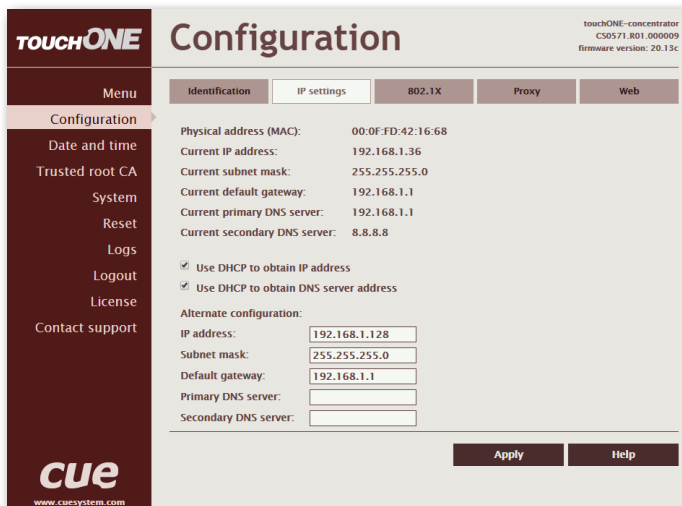 TOUCHONE
Configuration
touchONE-concentrator
CS0571.R01.000009
firmware version: 20.13c
Menu
Configuration
Date and time
Trusted root CA
System
Reset
Logs
Logout
License
Contact support
cue
www.cuesystem.com
Identification
IP settings
802.1X
Proxy
Web
Physical address (MAC): 00:0F:FD:42:16:68
Current IP address: 192.168.1.36
Current subnet mask: 255.255.255.0
Current default gateway: 192.168.1.1
Current primary DNS server: 192.168.1.1
Current secondary DNS server: 8.8.8.8
Use DHCP to obtain IP address
Use DHCP to obtain DNS server address
Alternate configuration:
IP address: 192.168.1.128
Subnet mask: 255.255.255.0
Default gateway: 192.168.1.1
Primary DNS server:
Secondary DNS server:
Apply
Help